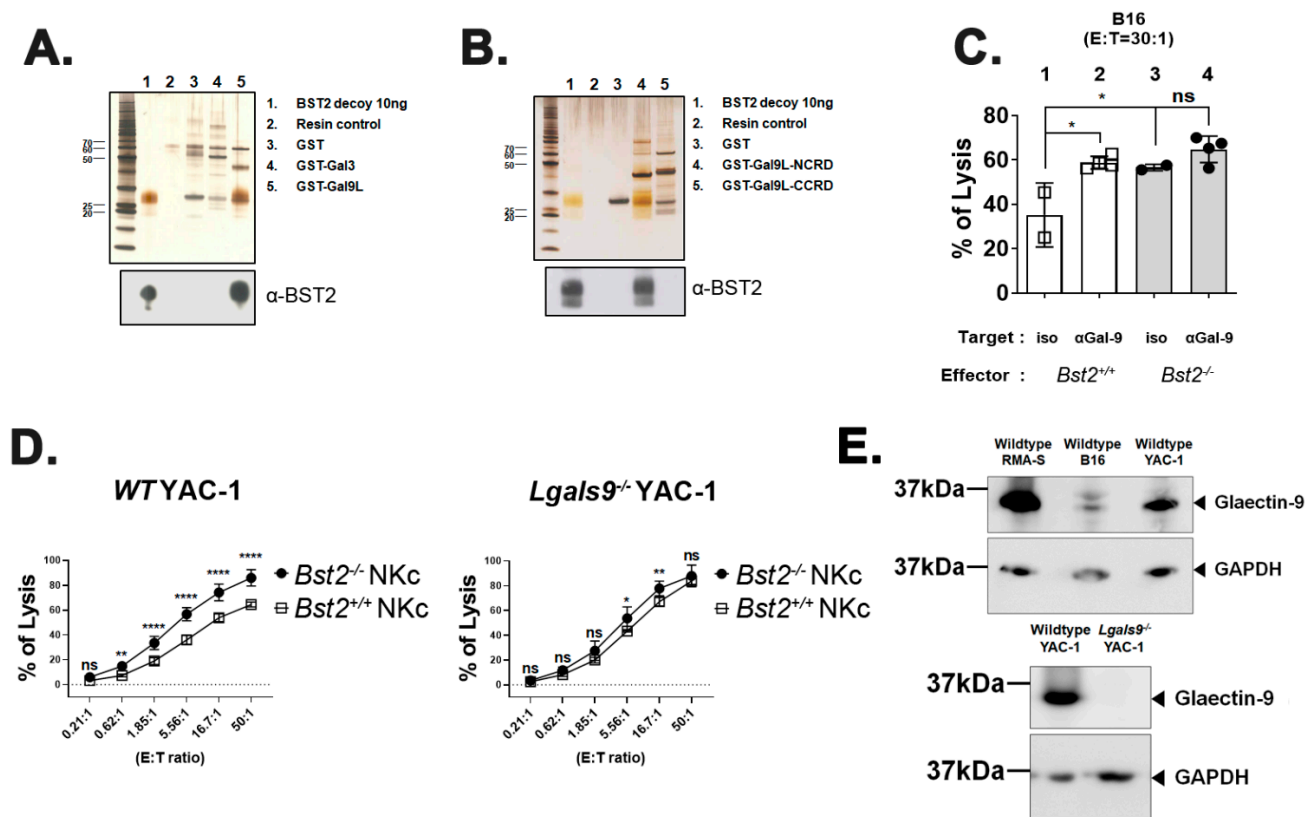 A.
1 2 3 4 5
70
60
50
25
20
1. BST2 decoy 10ng
2. Resin control
3. GST
4. GST-Gal3
5. GST-Gal9L
α-BST2
B.
1 2 3 4 5
70
60
50
25
20
1. BST2 decoy 10ng
2. Resin control
3. GST
4. GST-Gal9L-NCRD
5. GST-Gal9L-CCRD
α-BST2
C.
B16
(E:T=30:1)
1 2 3 4
* ns
*
% of Lysis
80
60
40
20
0
Target : iso αGal-9 iso αGal-9
Effector : Bst2+/+ Bst2-/-
D.
WT YAC-1
% of Lysis
100
80
60
40
20
0
ns ** **** **** **** ****
0.21:1 0.62:1 1.85:1 5.56:1 16.7:1 50:1
(E:T ratio)
Bst2-/- NKc
Bst2+/+ NKc
Lgals9-/- YAC-1
% of Lysis
100
80
60
40
20
0
ns ns ns * ** ns
0.21:1 0.62:1 1.85:1 5.56:1 16.7:1 50:1
(E:T ratio)
Bst2-/- NKc
Bst2+/+ NKc
E.
Wildtype Wildtype Wildtype
RMA-S B16 YAC-1
37kDa
Glaectin-9
37kDa
GAPDH
Wildtype Lgals9-/-
YAC-1 YAC-1
37kDa
Glaectin-9
37kDa
GAPDH